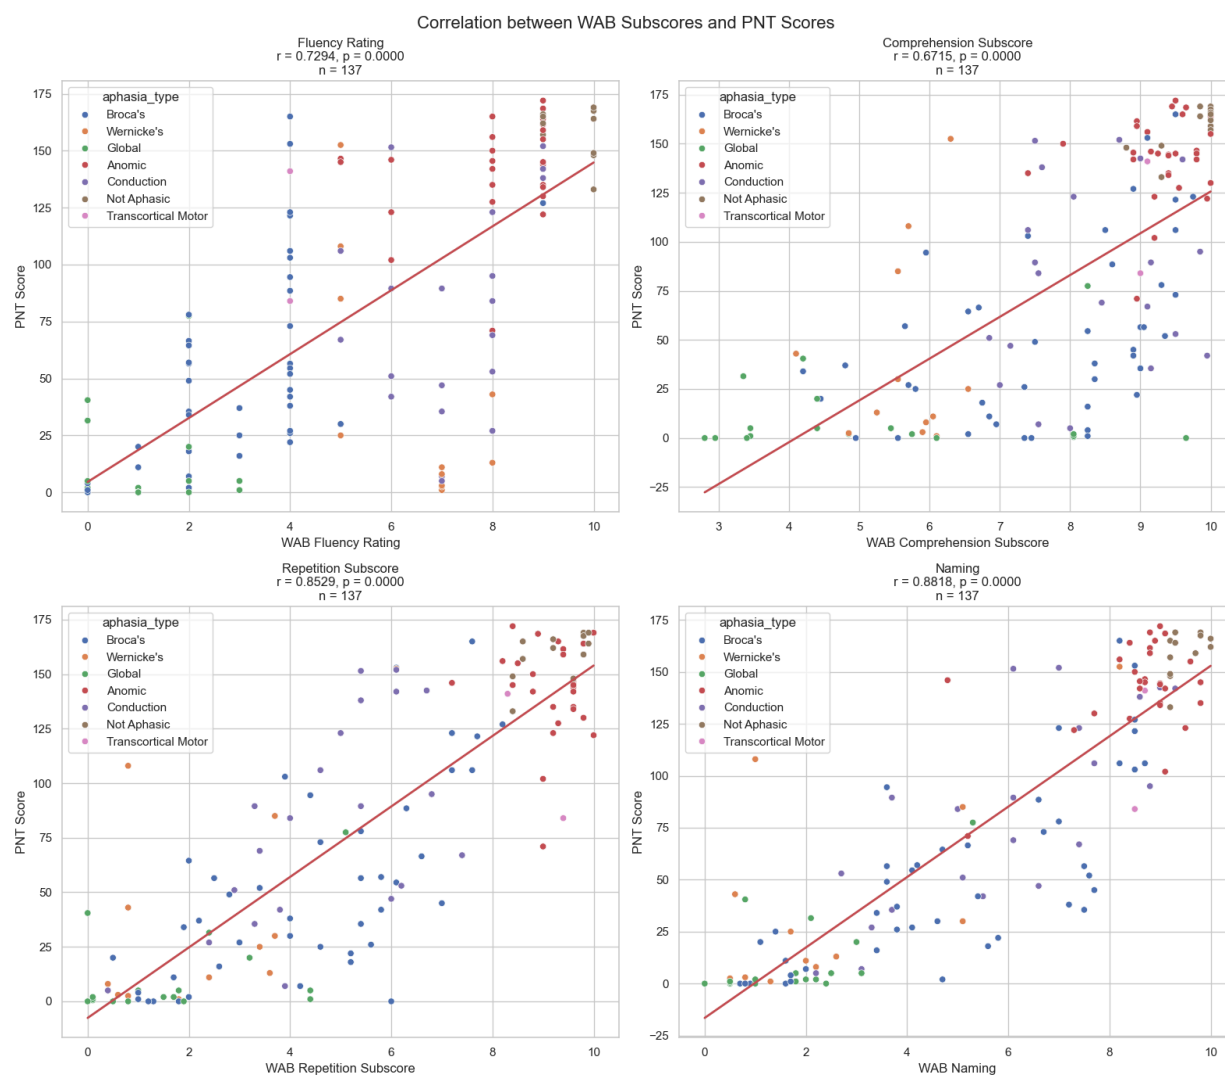 Correlation between WAB Subscores and PNT Scores
Fluency Rating
r = 0.7294, p = 0.0000
n = 137
aphasia_type
Broca's
Wernicke's
Global
Anomic
Conduction
Not Aphasic
Transcortical Motor
175
150
125
100
75
50
25
0
PNT Score
0 2 4 6 8 10
WAB Fluency Rating
Comprehension Subscore
r = 0.6715, p = 0.0000
n = 137
aphasia_type
Broca's
Wernicke's
Global
Anomic
Conduction
Not Aphasic
Transcortical Motor
175
150
125
100
75
50
25
0
−25
PNT Score
3 4 5 6 7 8 9 10
WAB Comprehension Subscore
Repetition Subscore
r = 0.8529, p = 0.0000
n = 137
aphasia_type
Broca's
Wernicke's
Global
Anomic
Conduction
Not Aphasic
Transcortical Motor
175
150
125
100
75
50
25
0
PNT Score
0 2 4 6 8 10
WAB Repetition Subscore
Naming
r = 0.8818, p = 0.0000
n = 137
aphasia_type
Broca's
Wernicke's
Global
Anomic
Conduction
Not Aphasic
Transcortical Motor
175
150
125
100
75
50
25
0
−25
PNT Score
0 2 4 6 8 10
WAB Naming